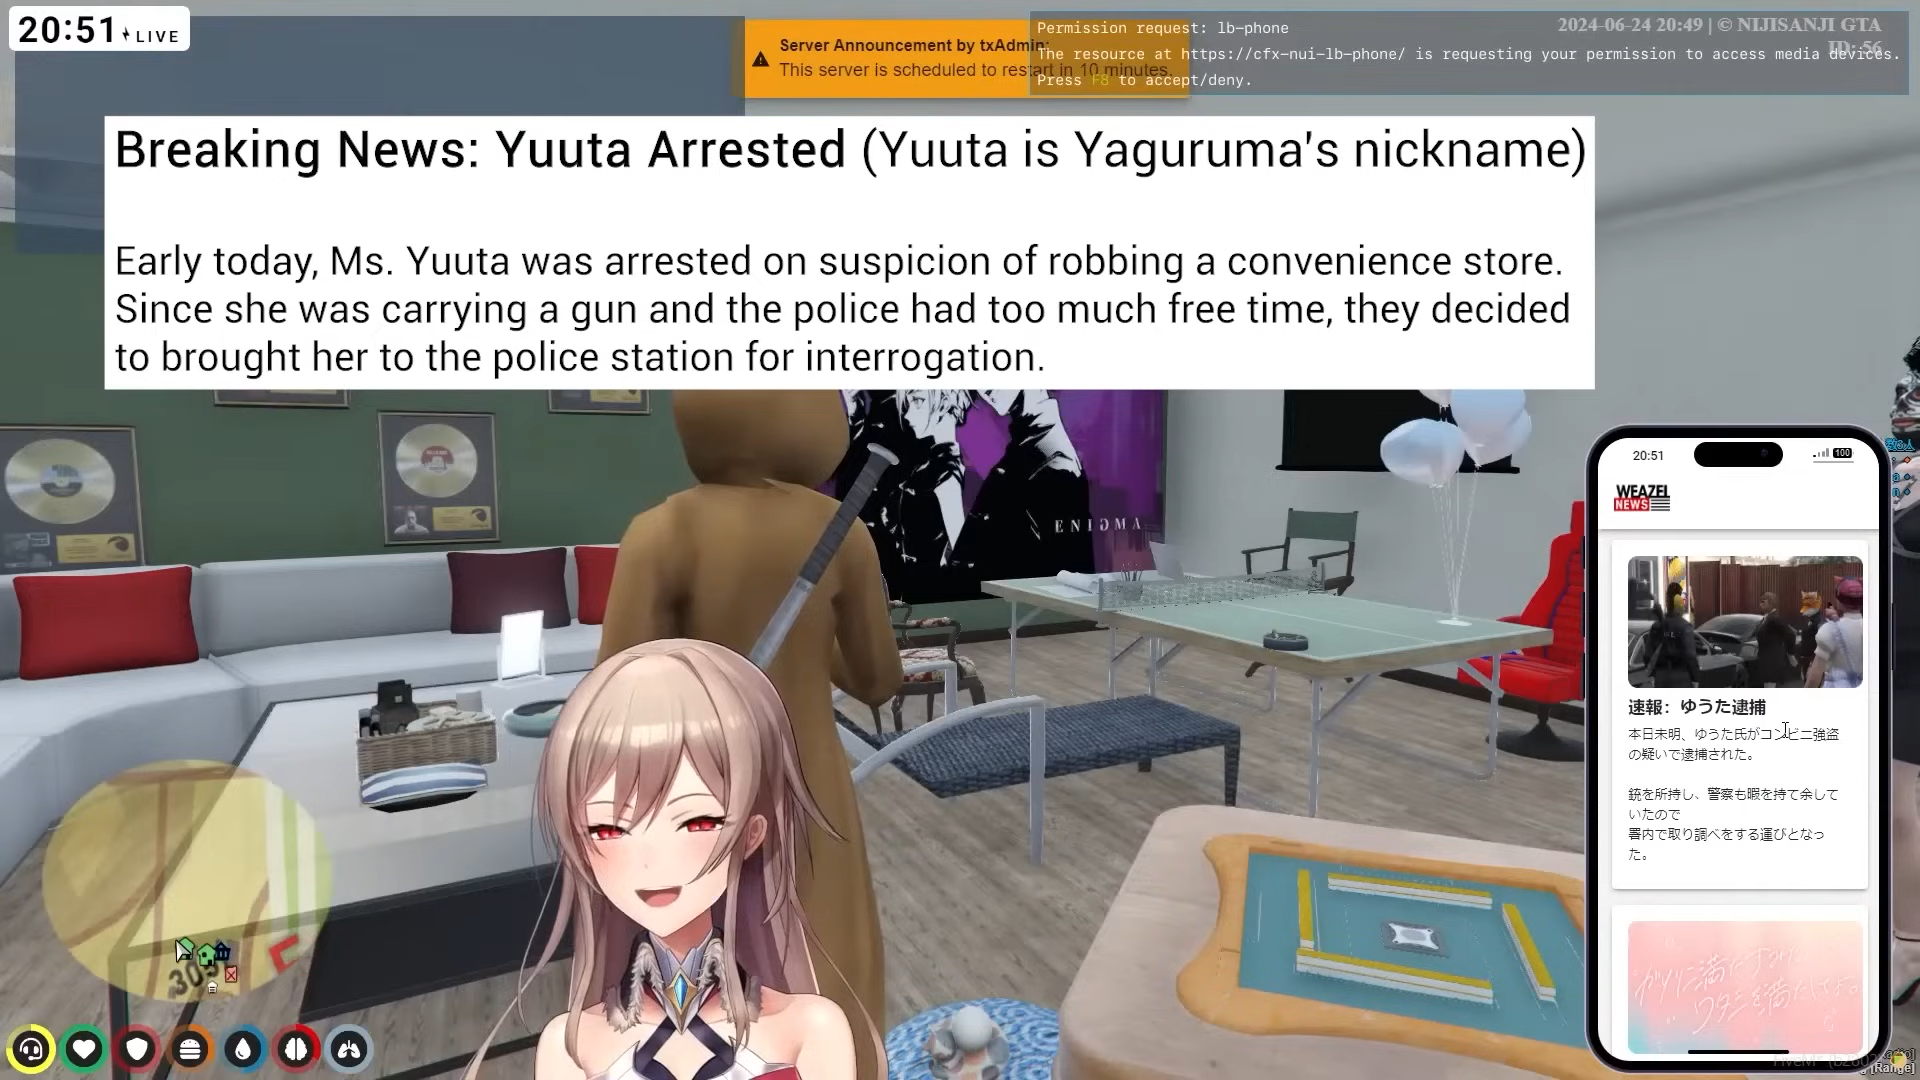 20:51 LIVE
Server Announcement by txAdmin:
This server is scheduled to restart in 10 minutes.
Permission request: lb-phone
The resource at https://cfx-nui-lb-phone/ is requesting your permission to access media devices.
Press F8 to accept/deny.
2024-06-24 20:49 | © NIJISANJI GTA
ID: 56
Breaking News: Yuuta Arrested (Yuuta is Yaguruma's nickname)
Early today, Ms. Yuuta was arrested on suspicion of robbing a convenience store.
Since she was carrying a gun and the police had too much free time, they decided
to brought her to the police station for interrogation.
ENIGMA
20:51
100
WEAZEL
NEWS
速報：ゆうた逮捕
本日未明、ゆうた氏がコンビニ強盗
の疑いで逮捕された。
銃を所持し、警察も暇を持て余して
いたので
署内で取り調べをする運びとなっ
た。
305
[Range]